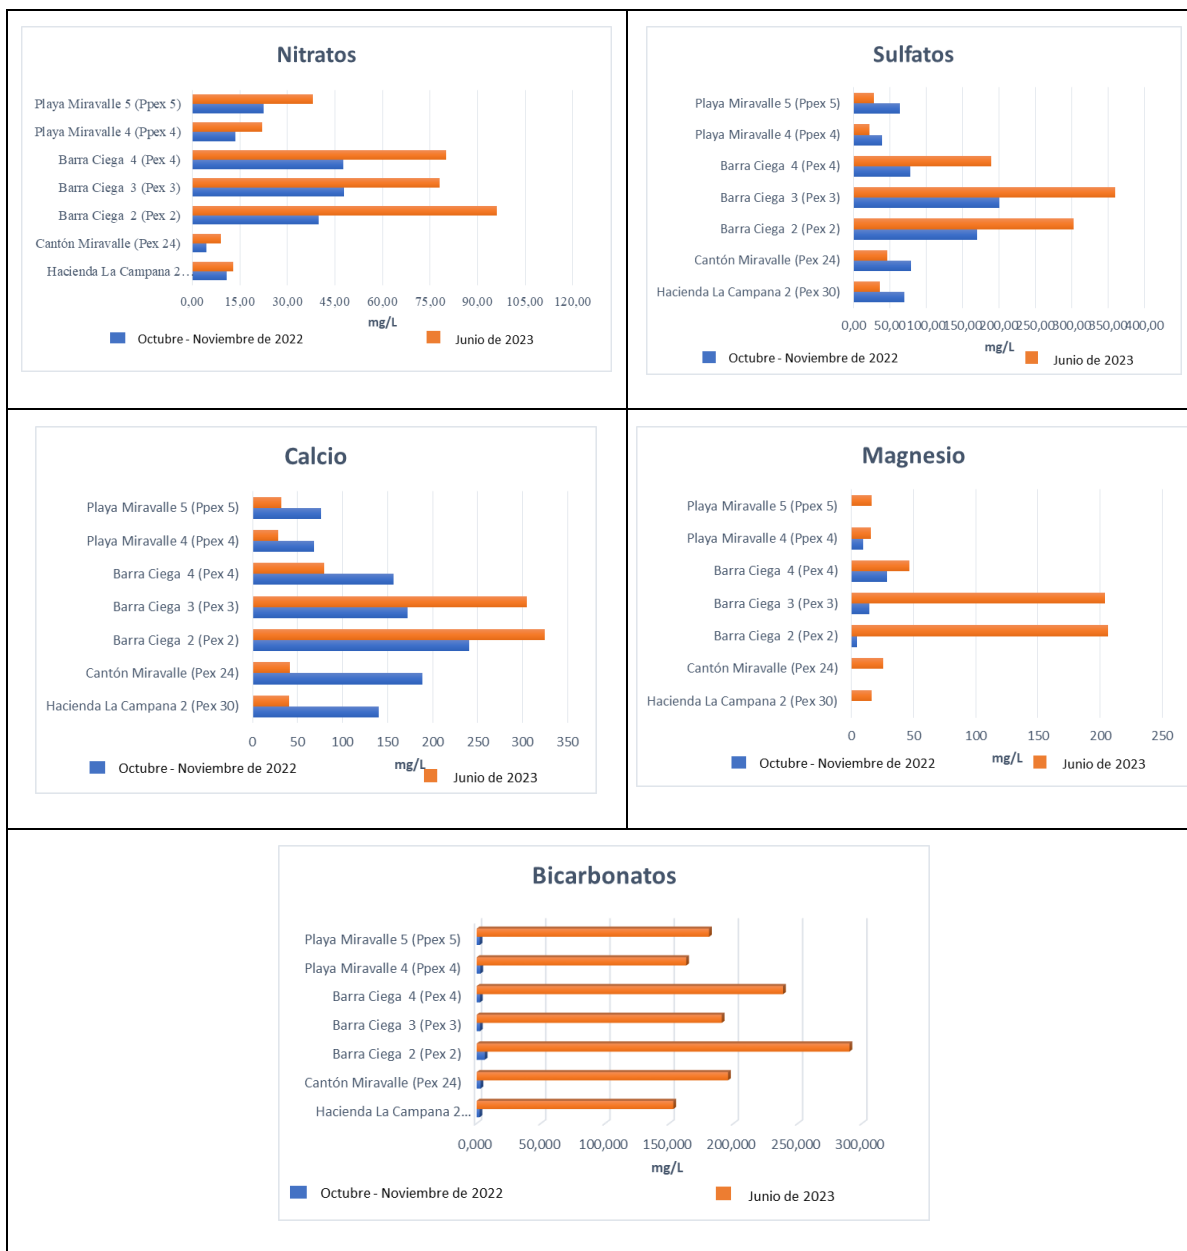 Nitratos
Playa Miravalle 5 (Ppex 5)
Playa Miravalle 4 (Ppex 4)
Barra Ciega 4 (Pex 4)
Barra Ciega 3 (Pex 3)
Barra Ciega 2 (Pex 2)
Cantón Miravalle (Pex 24)
Hacienda La Campana 2...
0,00 15,00 30,00 45,00 60,00 75,00 90,00 105,00 120,00
mg/L
Octubre - Noviembre de 2022 Junio de 2023
Sulfatos
Playa Miravalle 5 (Ppex 5)
Playa Miravalle 4 (Ppex 4)
Barra Ciega 4 (Pex 4)
Barra Ciega 3 (Pex 3)
Barra Ciega 2 (Pex 2)
Cantón Miravalle (Pex 24)
Hacienda La Campana 2 (Pex 30)
0,00 50,00 100,00 150,00 200,00 250,00 300,00 350,00 400,00
mg/L
Octubre - Noviembre de 2022 Junio de 2023
Calcio
Playa Miravalle 5 (Ppex 5)
Playa Miravalle 4 (Ppex 4)
Barra Ciega 4 (Pex 4)
Barra Ciega 3 (Pex 3)
Barra Ciega 2 (Pex 2)
Cantón Miravalle (Pex 24)
Hacienda La Campana 2 (Pex 30)
0 50 100 150 200 250 300 350
mg/L
Octubre - Noviembre de 2022 Junio de 2023
Magnesio
Playa Miravalle 5 (Ppex 5)
Playa Miravalle 4 (Ppex 4)
Barra Ciega 4 (Pex 4)
Barra Ciega 3 (Pex 3)
Barra Ciega 2 (Pex 2)
Cantón Miravalle (Pex 24)
Hacienda La Campana 2 (Pex 30)
0 50 100 150 200 250
mg/L
Octubre - Noviembre de 2022 Junio de 2023
Bicarbonatos
Playa Miravalle 5 (Ppex 5)
Playa Miravalle 4 (Ppex 4)
Barra Ciega 4 (Pex 4)
Barra Ciega 3 (Pex 3)
Barra Ciega 2 (Pex 2)
Cantón Miravalle (Pex 24)
Hacienda La Campana 2...
0,000 50,000 100,000 150,000 200,000 250,000 300,000
mg/L
Octubre - Noviembre de 2022 Junio de 2023